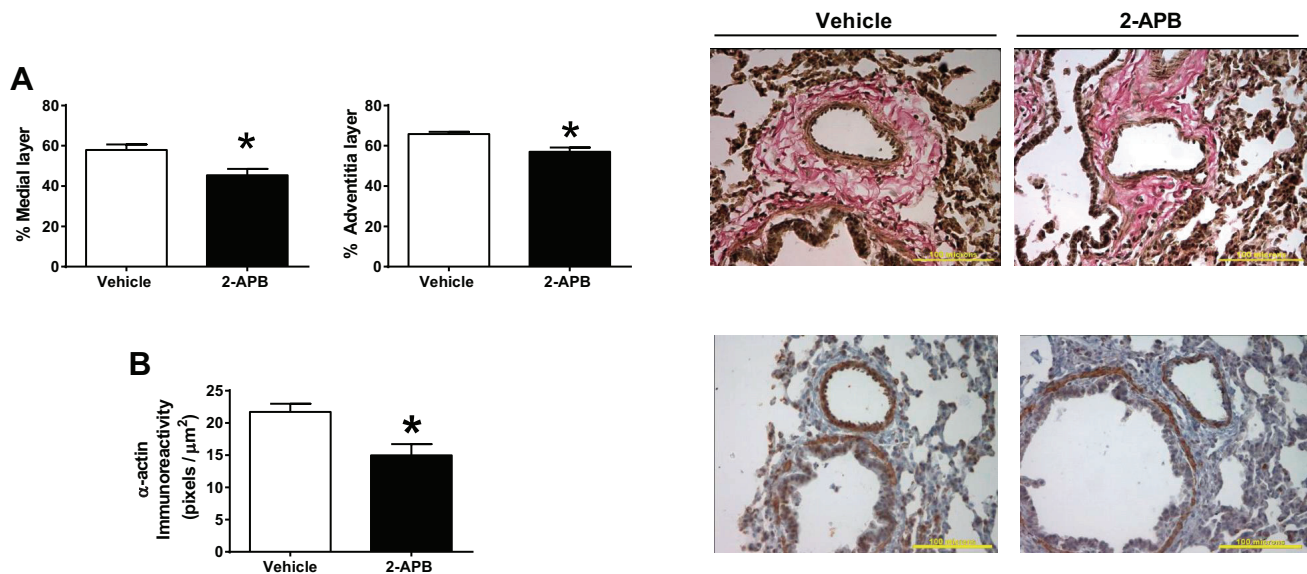 Vehicle
2-APB
A
80
60
40
20
0
% Medial layer
*
Vehicle
2-APB
80
60
40
20
0
% Adventitia layer
*
Vehicle
2-APB
100 microns
100 microns
B
25
20
15
10
5
0
α-actin
Immunoreactivity
(pixels / μm²)
*
Vehicle
2-APB
100 microns
100 microns